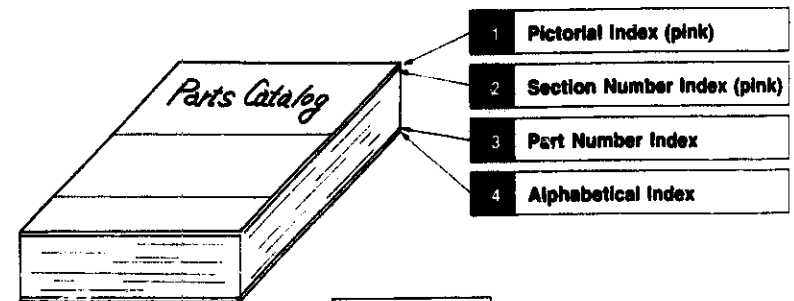 Parts Catalog
1 Pictorial Index (pink)
2 Section Number Index (pink)
3 Part Number Index
4 Alphabetical Index